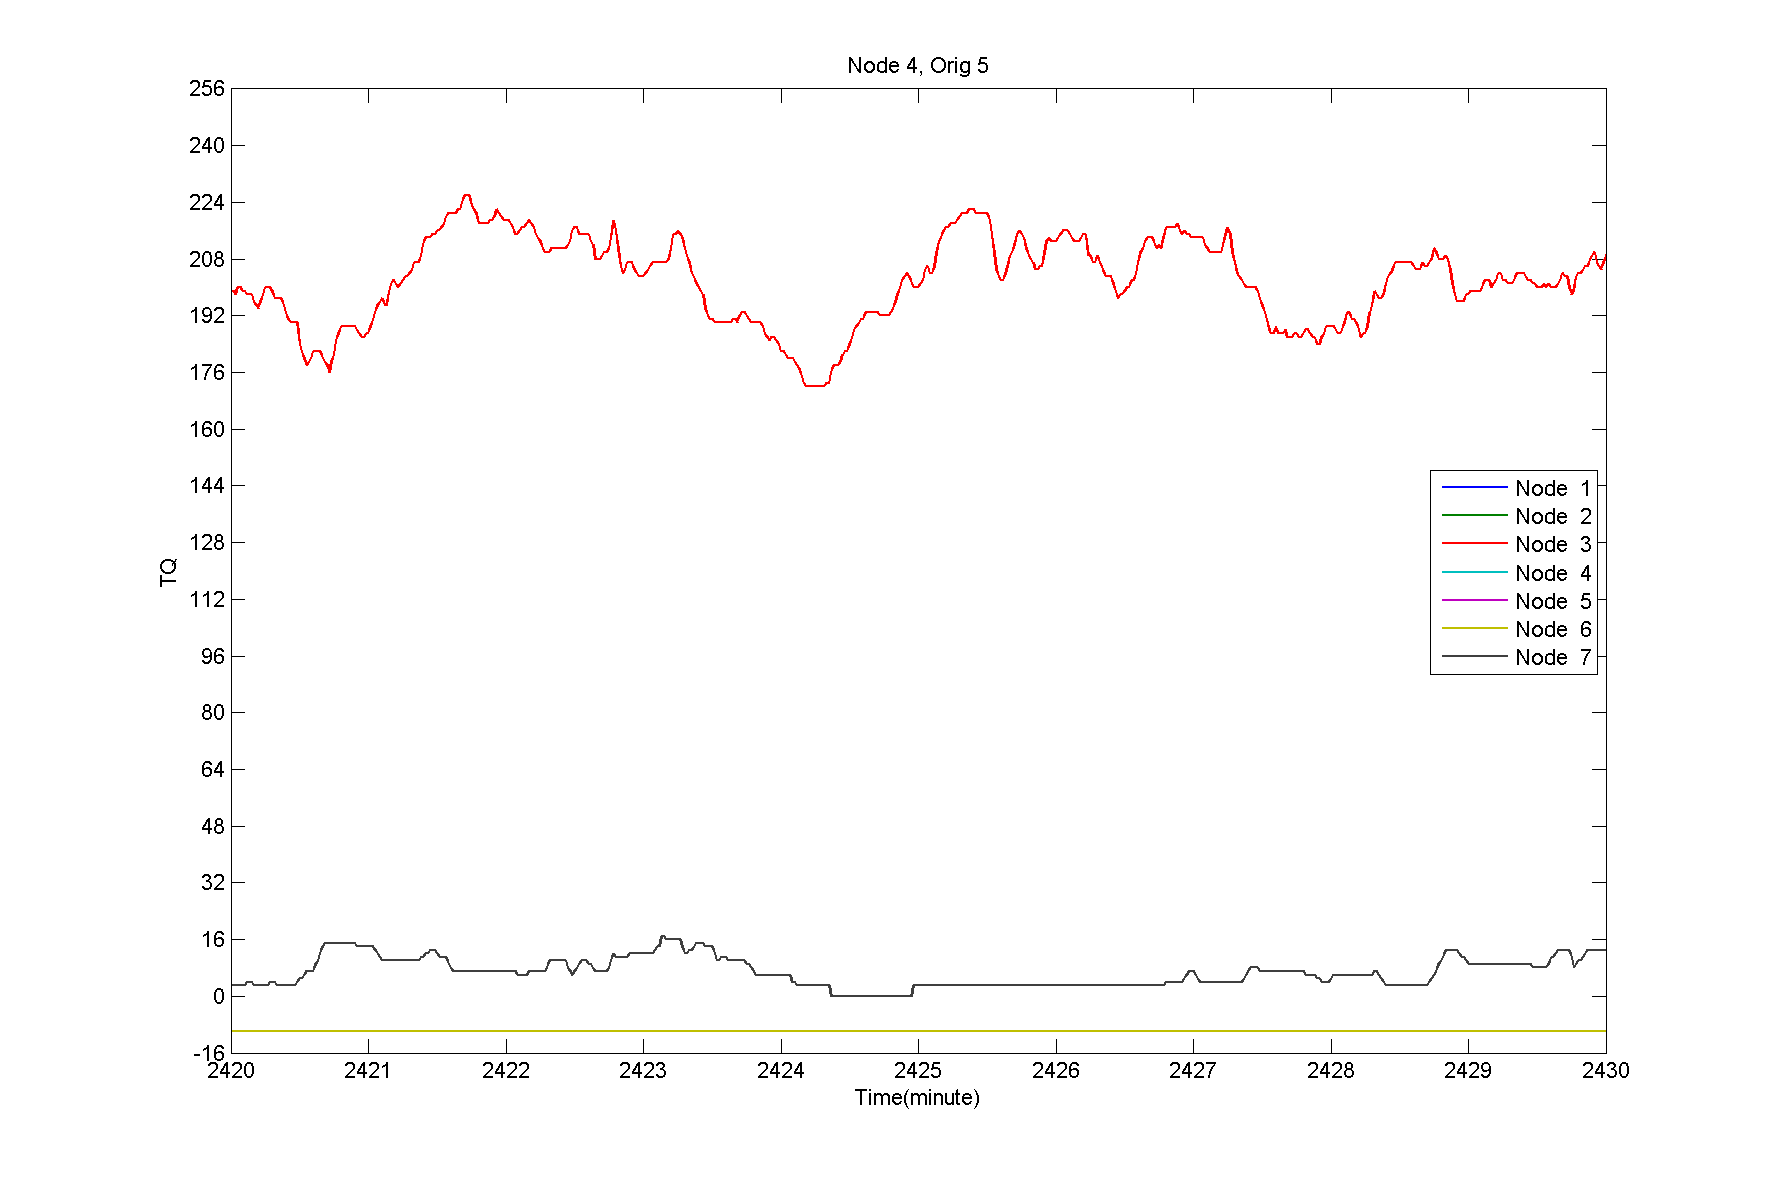 Node 4, Orig 5
256
240
224
208
192
176
160
144
128
112
96
80
64
48
32
16
0
-16
TQ
Node 1
Node 2
Node 3
Node 4
Node 5
Node 6
Node 7
2420 2421 2422 2423 2424 2425 2426 2427 2428 2429 2430
Time(minute)